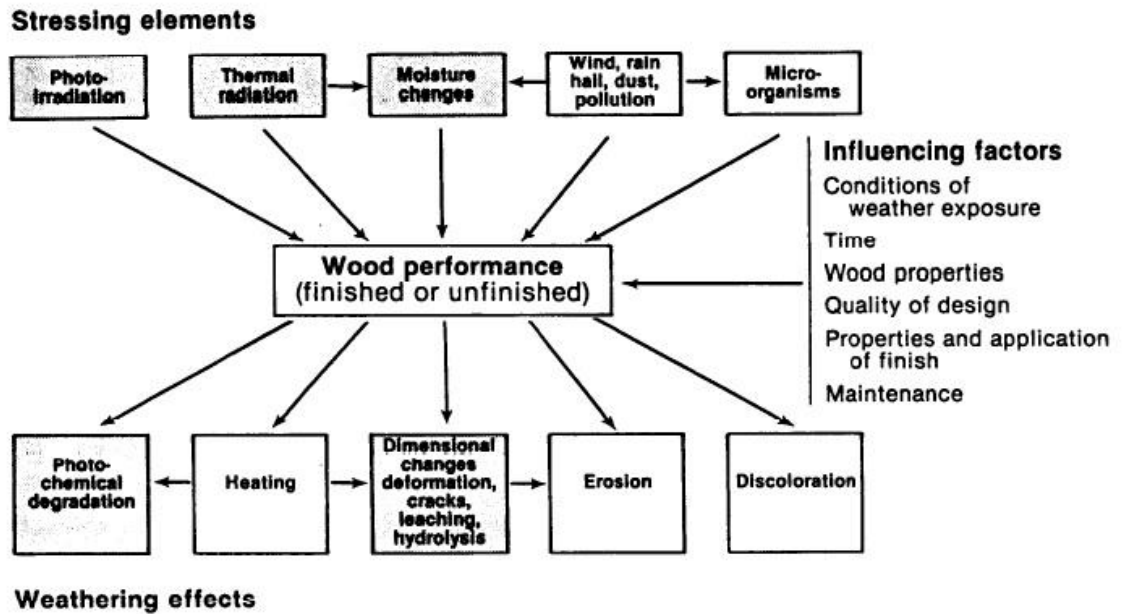 Stressing elements
Photo-
irradiation
Thermal
radiation
Moisture
changes
Wind, rain
hail, dust,
pollution
Micro-
organisms
Influencing factors
Conditions of
weather exposure
Time
Wood properties
Quality of design
Properties and application
of finish
Maintenance
Wood performance
(finished or unfinished)
Photo-
chemical
degradation
Heating
Dimensional
changes
deformation,
cracks,
leaching,
hydrolysis
Erosion
Discoloration
Weathering effects